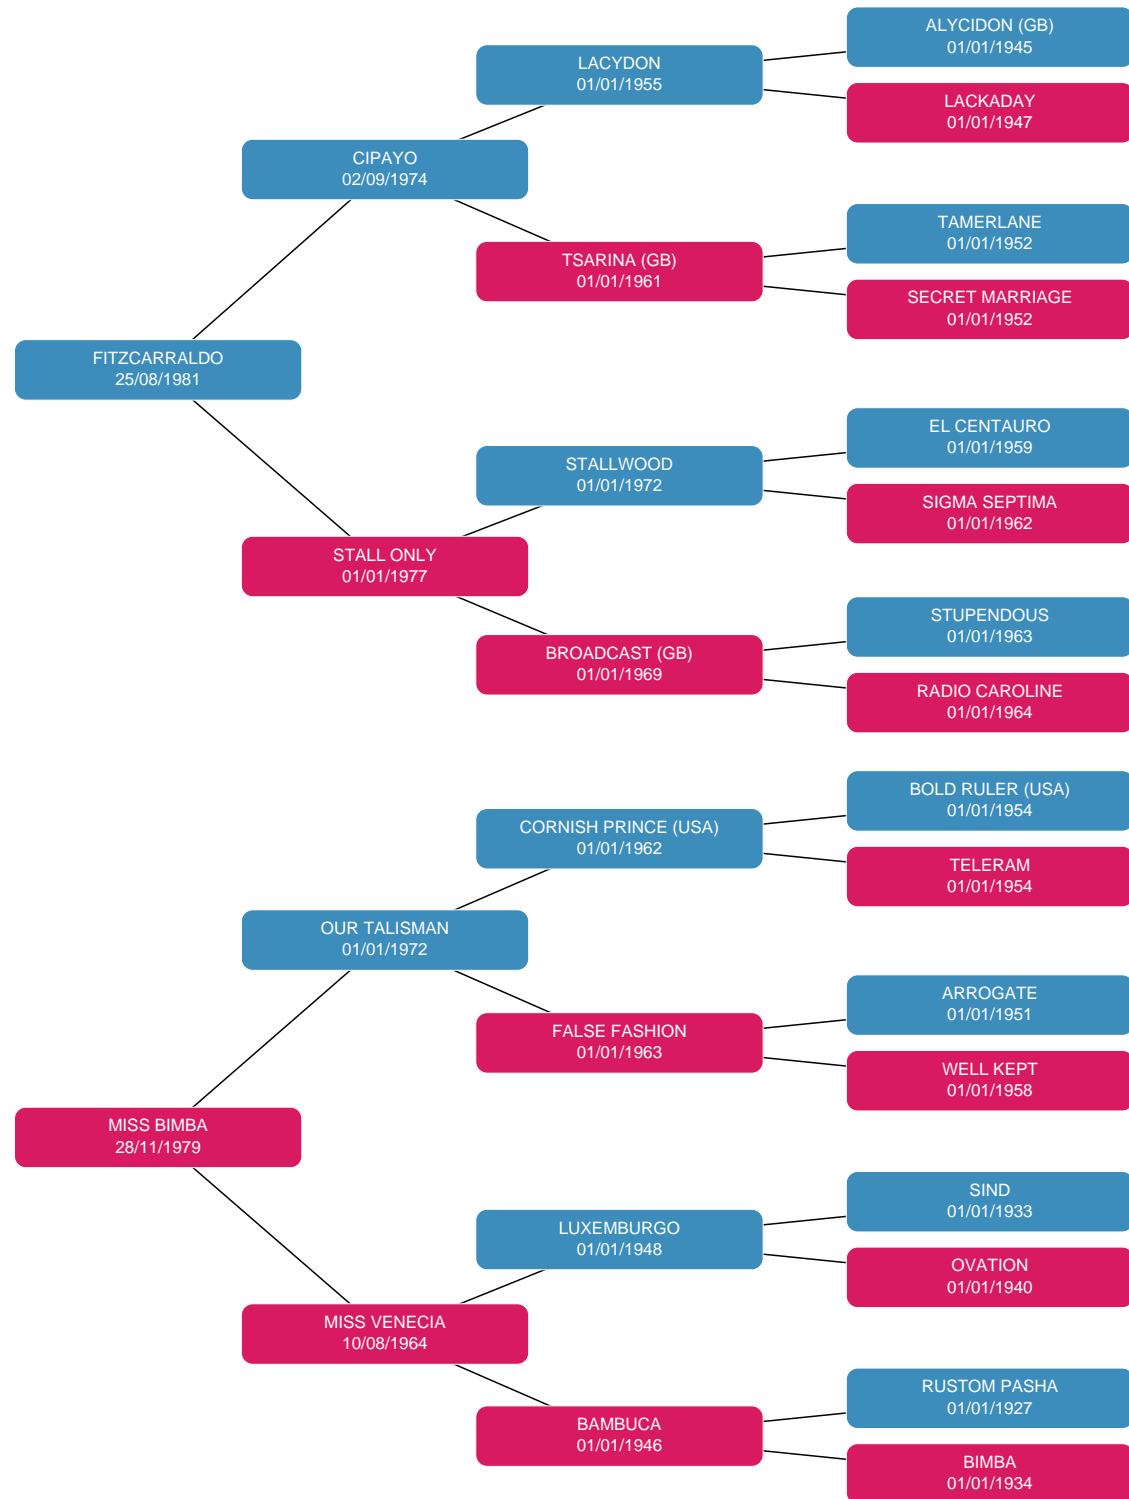 ALYCIDON (GB)
01/01/1945
LACYDON
01/01/1955
LACKADAY
01/01/1947
CIPAYO
02/09/1974
TAMERLANE
01/01/1952
TSARINA (GB)
01/01/1961
SECRET MARRIAGE
01/01/1952
FITZCARRALDO
25/08/1981
EL CENTAURO
01/01/1959
STALLWOOD
01/01/1972
SIGMA SEPTIMA
01/01/1962
STALL ONLY
01/01/1977
STUPENDOUS
01/01/1963
BROADCAST (GB)
01/01/1969
RADIO CAROLINE
01/01/1964
BOLD RULER (USA)
01/01/1954
CORNISH PRINCE (USA)
01/01/1962
TELERAM
01/01/1954
OUR TALISMAN
01/01/1972
ARROGATE
01/01/1951
FALSE FASHION
01/01/1963
WELL KEPT
01/01/1958
MISS BIMBA
28/11/1979
SIND
01/01/1933
LUXEMBURGO
01/01/1948
OVATION
01/01/1940
MISS VENECIA
10/08/1964
RUSTOM PASHA
01/01/1927
BAMBUCA
01/01/1946
BIMBA
01/01/1934